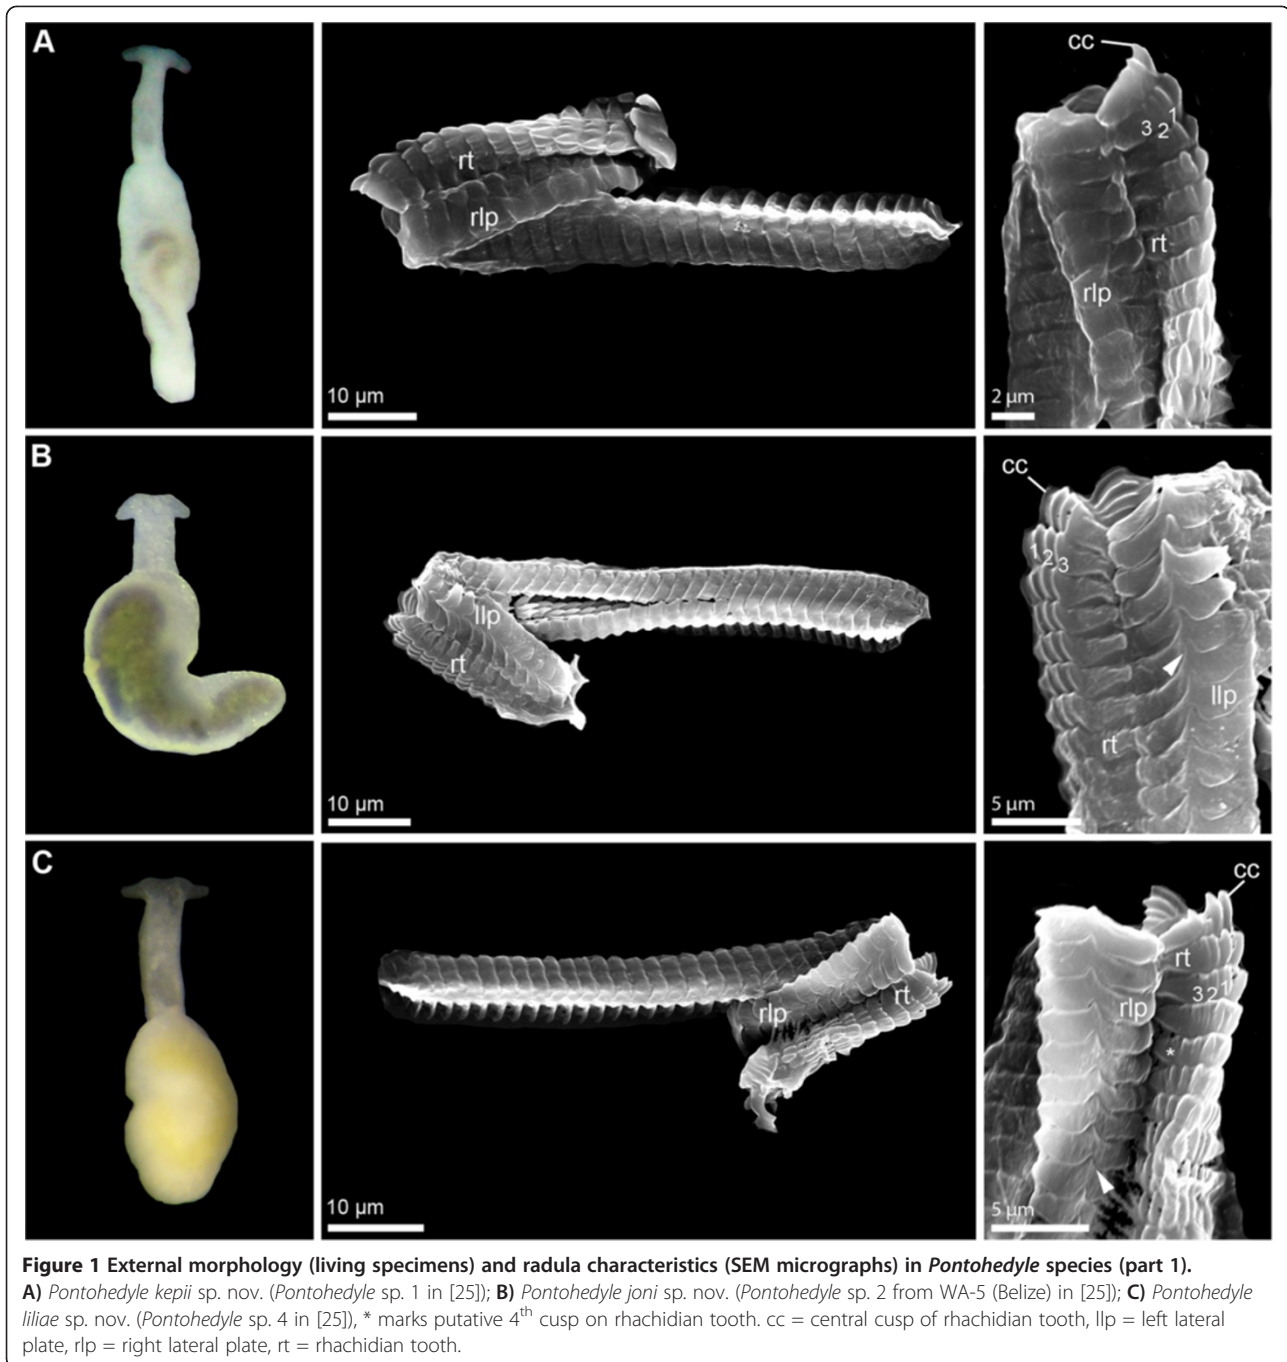 A
rt
rlp
10 µm
cc
3 2 1
rt
rlp
2 µm
B
llp
rt
10 µm
cc
1 2 3
llp
rt
5 µm
C
rlp
rt
10 µm
cc
rt
3 2 1
rlp
*
5 µm
Figure 1 External morphology (living specimens) and radula characteristics (SEM micrographs) in Pontohedyle species (part 1).
A) Pontohedyle kepii sp. nov. (Pontohedyle sp. 1 in [25]); B) Pontohedyle joni sp. nov. (Pontohedyle sp. 2 from WA-5 (Belize) in [25]); C) Pontohedyle
liliae sp. nov. (Pontohedyle sp. 4 in [25]), * marks putative 4th cusp on rhachidian tooth. cc = central cusp of rhachidian tooth, llp = left lateral
plate, rlp = right lateral plate, rt = rhachidian tooth.